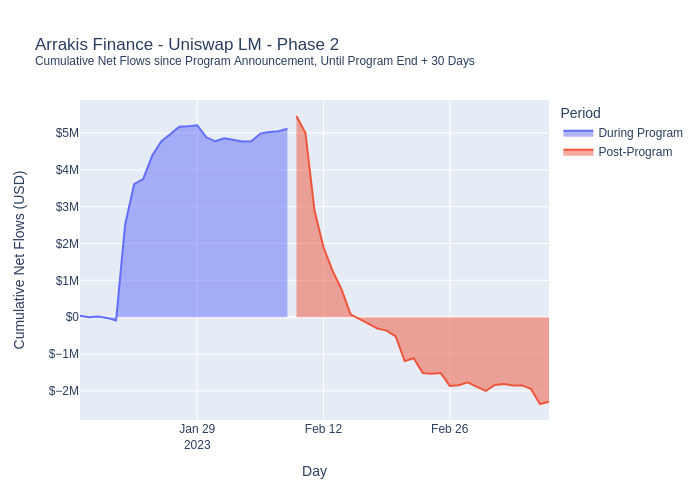 Arrakis Finance - Uniswap LM - Phase 2
Cumulative Net Flows since Program Announcement, Until Program End + 30 Days
Period
During Program
Post-Program
Cumulative Net Flows (USD)
$5M
$4M
$3M
$2M
$1M
$0
$−1M
$−2M
Jan 29
2023
Feb 12
Feb 26
Day